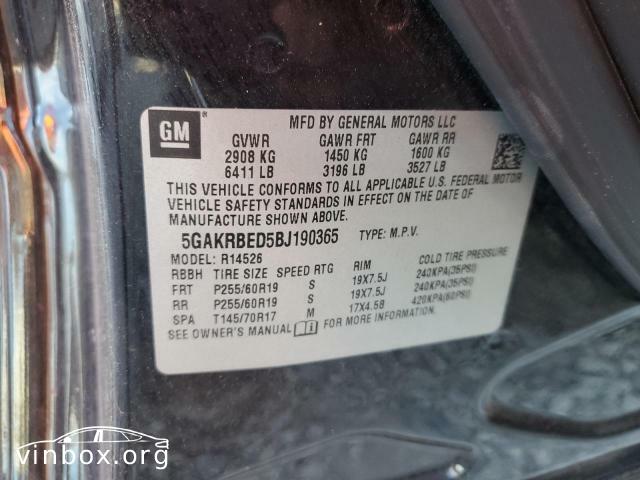 GM ®
MFD BY GENERAL MOTORS LLC
GVWR GAWR FRT GAWR RR
2908 KG 1450 KG 1600 KG
6411 LB 3196 LB 3527 LB
THIS VEHICLE CONFORMS TO ALL APPLICABLE U.S. FEDERAL MOTOR
VEHICLE SAFETY STANDARDS IN EFFECT ON THE DATE OF
MANUFACTURE SHOWN ABOVE.
5GAKRBED5BJ190365 TYPE: M.P.V.
MODEL: R14526
RBBH TIRE SIZE SPEED RTG RIM COLD TIRE PRESSURE
FRT P255/60R19 S 19X7.5J 240KPA(35PSI)
RR P255/60R19 S 19X7.5J 240KPA(35PSI)
SPA T145/70R17 M 17X4.5B 420KPA(60PSI)
SEE OWNER'S MANUAL i FOR MORE INFORMATION.
vinbox.org